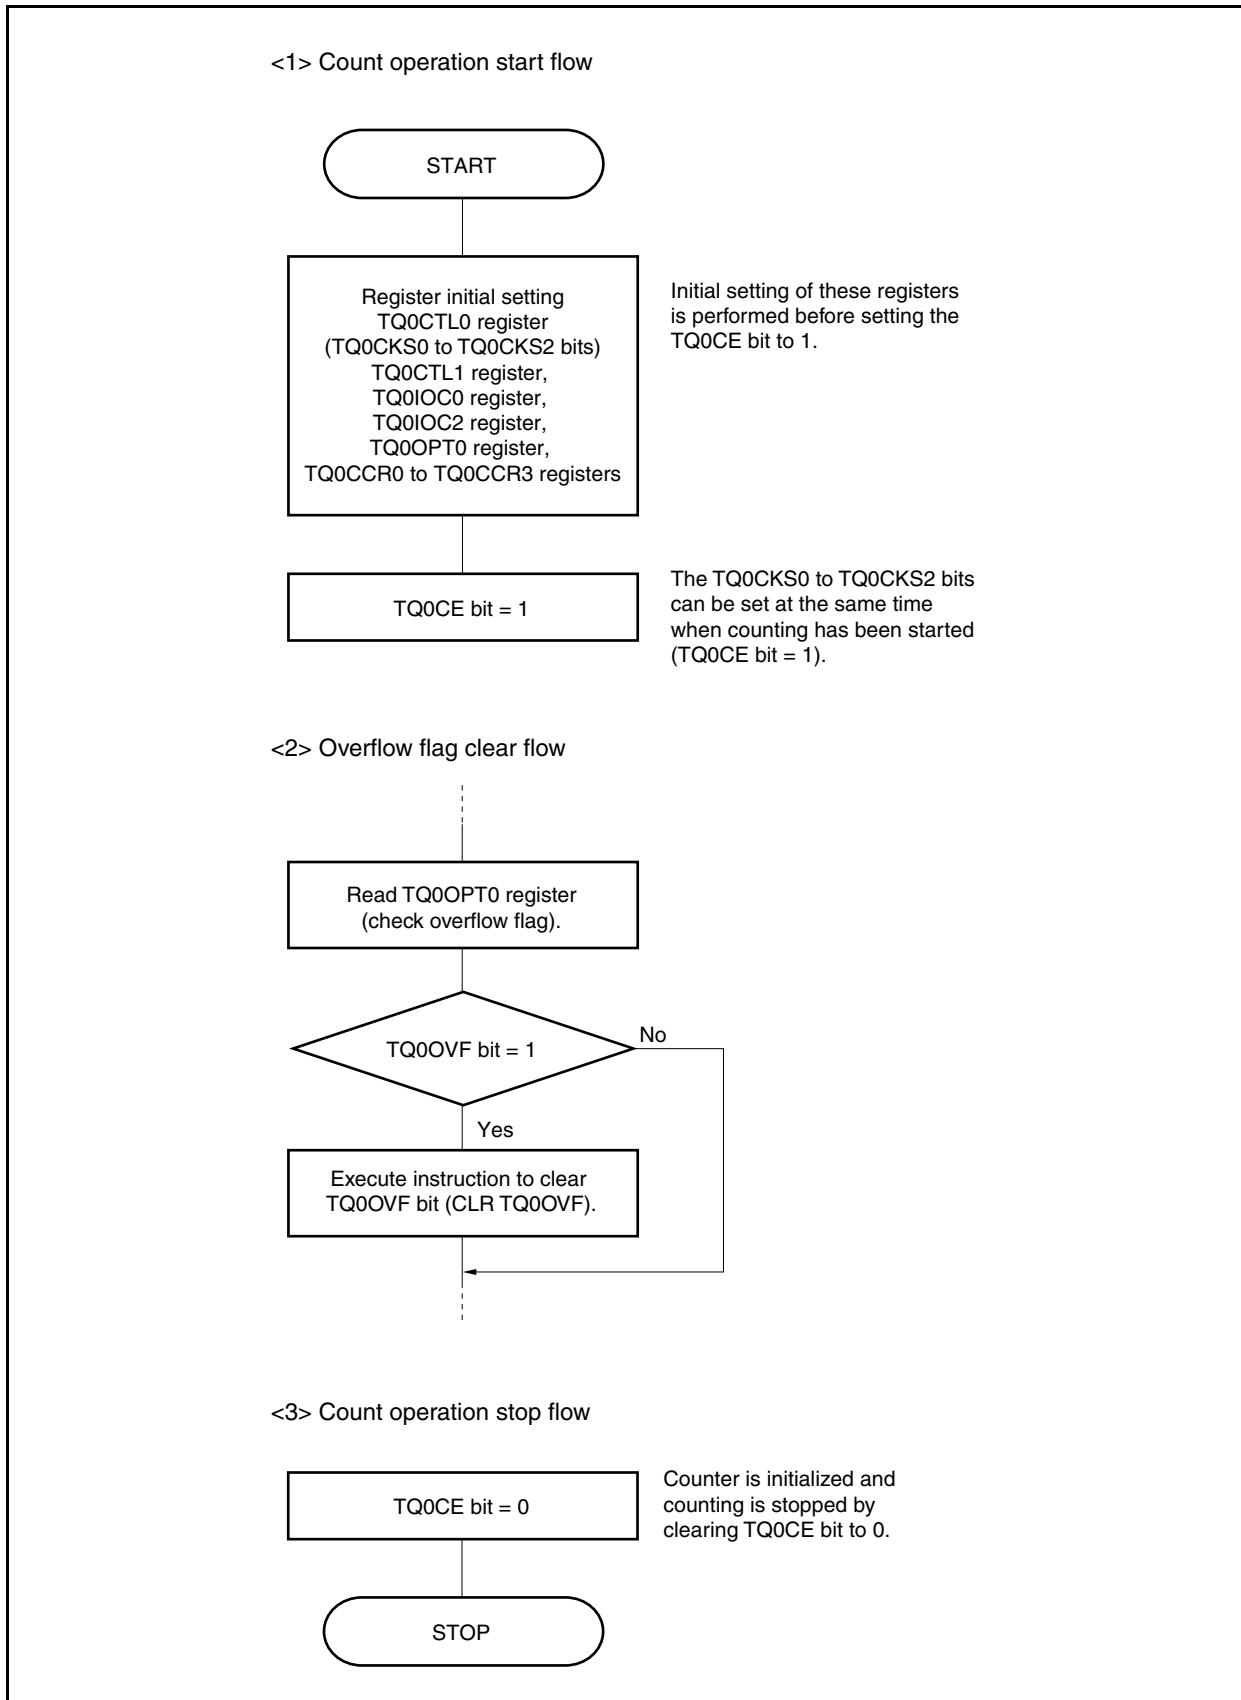 <1> Count operation start flow
START
Register initial setting
TQ0CTL0 register
(TQ0CKS0 to TQ0CKS2 bits)
TQ0CTL1 register,
TQ0IOC0 register,
TQ0IOC2 register,
TQ0OPT0 register,
TQ0CCR0 to TQ0CCR3 registers
Initial setting of these registers
is performed before setting the
TQ0CE bit to 1.
TQ0CE bit = 1
The TQ0CKS0 to TQ0CKS2 bits
can be set at the same time
when counting has been started
(TQ0CE bit = 1).
<2> Overflow flag clear flow
Read TQ0OPT0 register
(check overflow flag).
TQ0OVF bit = 1
No
Yes
Execute instruction to clear
TQ0OVF bit (CLR TQ0OVF).
<3> Count operation stop flow
TQ0CE bit = 0
Counter is initialized and
counting is stopped by
clearing TQ0CE bit to 0.
STOP